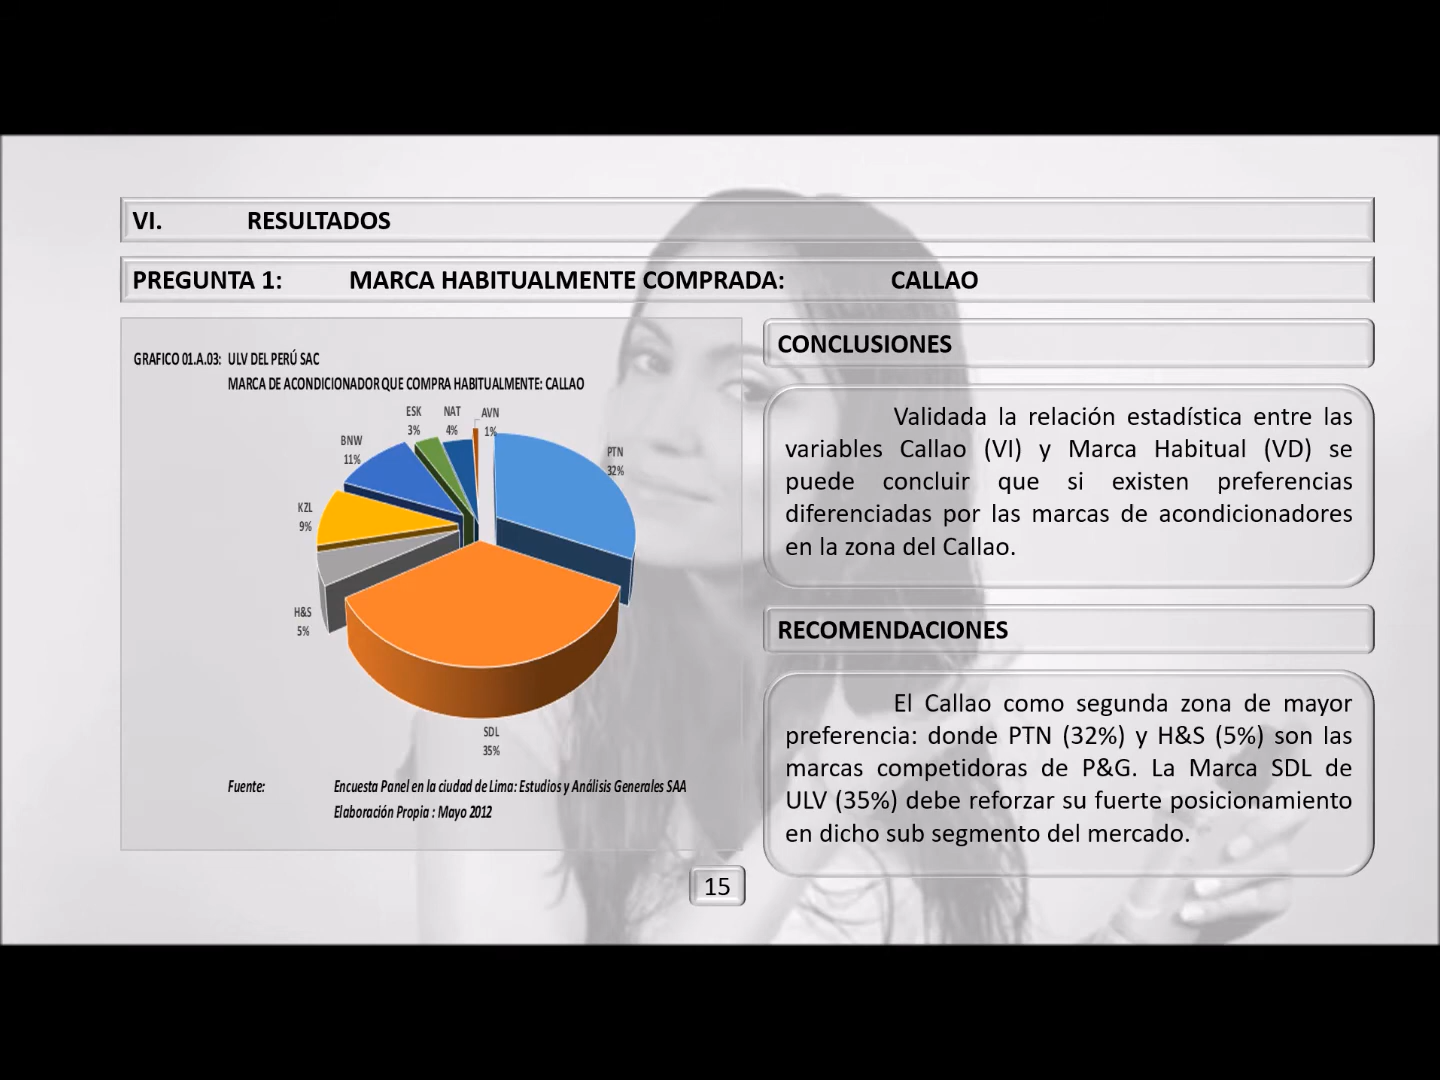 VI. RESULTADOS
PREGUNTA 1: MARCA HABITUALMENTE COMPRADA: CALLAO
GRAFICO 01.A.03: ULV DEL PERÚ SAC
MARCA DE ACONDICIONADOR QUE COMPRA HABITUALMENTE: CALLAO
ESK
3%
NAT
4%
AVN
1%
BNW
11%
PTN
32%
KZL
9%
H&S
5%
SDL
35%
Fuente: Encuesta Panel en la ciudad de Lima: Estudios y Análisis Generales SAA
Elaboración Propia : Mayo 2012
CONCLUSIONES
Validada la relación estadística entre las
variables Callao (VI) y Marca Habitual (VD) se
puede concluir que si existen preferencias
diferenciadas por las marcas de acondicionadores
en la zona del Callao.
RECOMENDACIONES
El Callao como segunda zona de mayor
preferencia: donde PTN (32%) y H&S (5%) son las
marcas competidoras de P&G. La Marca SDL de
ULV (35%) debe reforzar su fuerte posicionamiento
en dicho sub segmento del mercado.
15